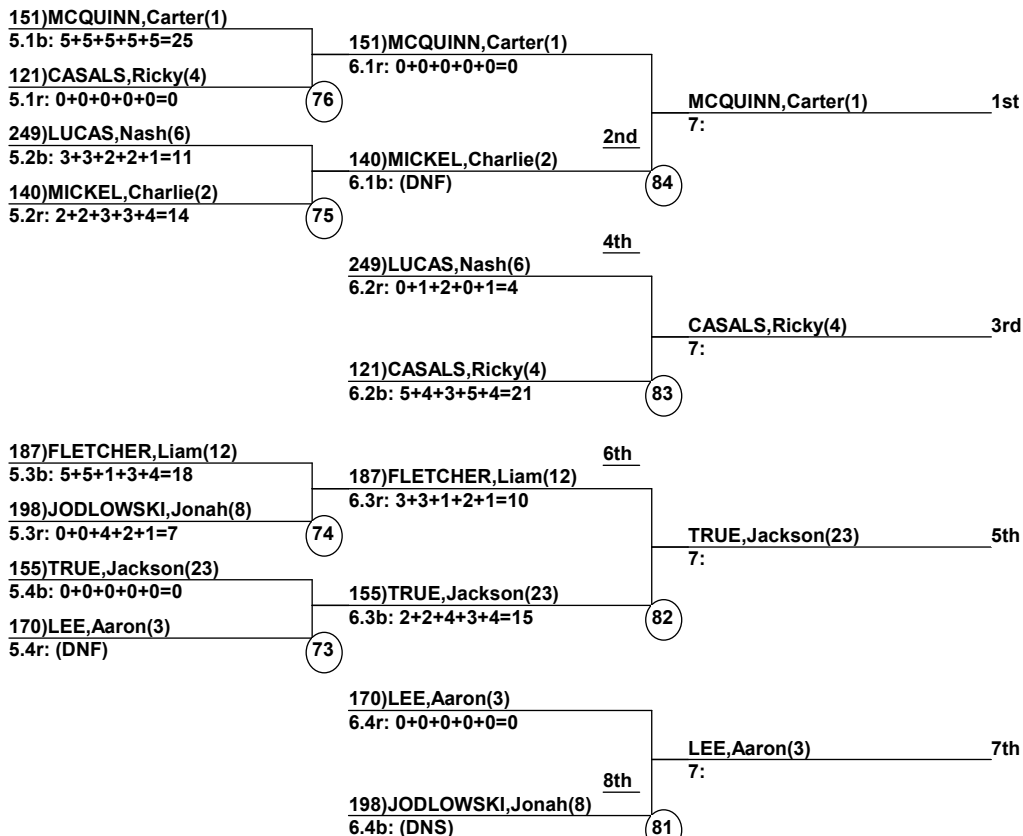 151)MCQUINN,Carter(1)
5.1b: 5+5+5+5+5=25
121)CASALS,Ricky(4)
5.1r: 0+0+0+0+0=0
76
249)LUCAS,Nash(6)
5.2b: 3+3+2+2+1=11
140)MICKEL,Charlie(2)
5.2r: 2+2+3+3+4=14
75
151)MCQUINN,Carter(1)
6.1r: 0+0+0+0+0=0
2nd
140)MICKEL,Charlie(2)
6.1b: (DNF)
84
MCQUINN,Carter(1) 1st
7:
4th
249)LUCAS,Nash(6)
6.2r: 0+1+2+0+1=4
121)CASALS,Ricky(4)
6.2b: 5+4+3+5+4=21
83
CASALS,Ricky(4) 3rd
7:
187)FLETCHER,Liam(12)
5.3b: 5+5+1+3+4=18
198)JODLOWSKI,Jonah(8)
5.3r: 0+0+4+2+1=7
74
155)TRUE,Jackson(23)
5.4b: 0+0+0+0+0=0
170)LEE,Aaron(3)
5.4r: (DNF)
73
6th
187)FLETCHER,Liam(12)
6.3r: 3+3+1+2+1=10
155)TRUE,Jackson(23)
6.3b: 2+2+4+3+4=15
82
TRUE,Jackson(23) 5th
7:
170)LEE,Aaron(3)
6.4r: 0+0+0+0+0=0
8th
198)JODLOWSKI,Jonah(8)
6.4b: (DNS)
81
LEE,Aaron(3) 7th
7: